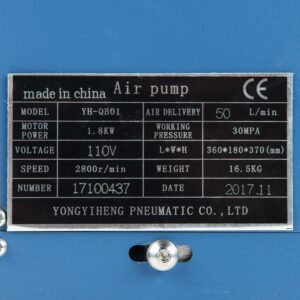 made in china Air pump CE
MODEL YH-QB01 AIR DELIVERY 50 L/min
MOTOR POWER 1.8KW WORKING PRESSURE 30MPA
VOLTAGE 110V L*W*H 360*180*370(mm)
SPEED 2800r/min WEIGHT 16.5KG
NUMBER 17100437 DATE 2017.11
YONGYIHENG PNEUMATIC CO.,LTD